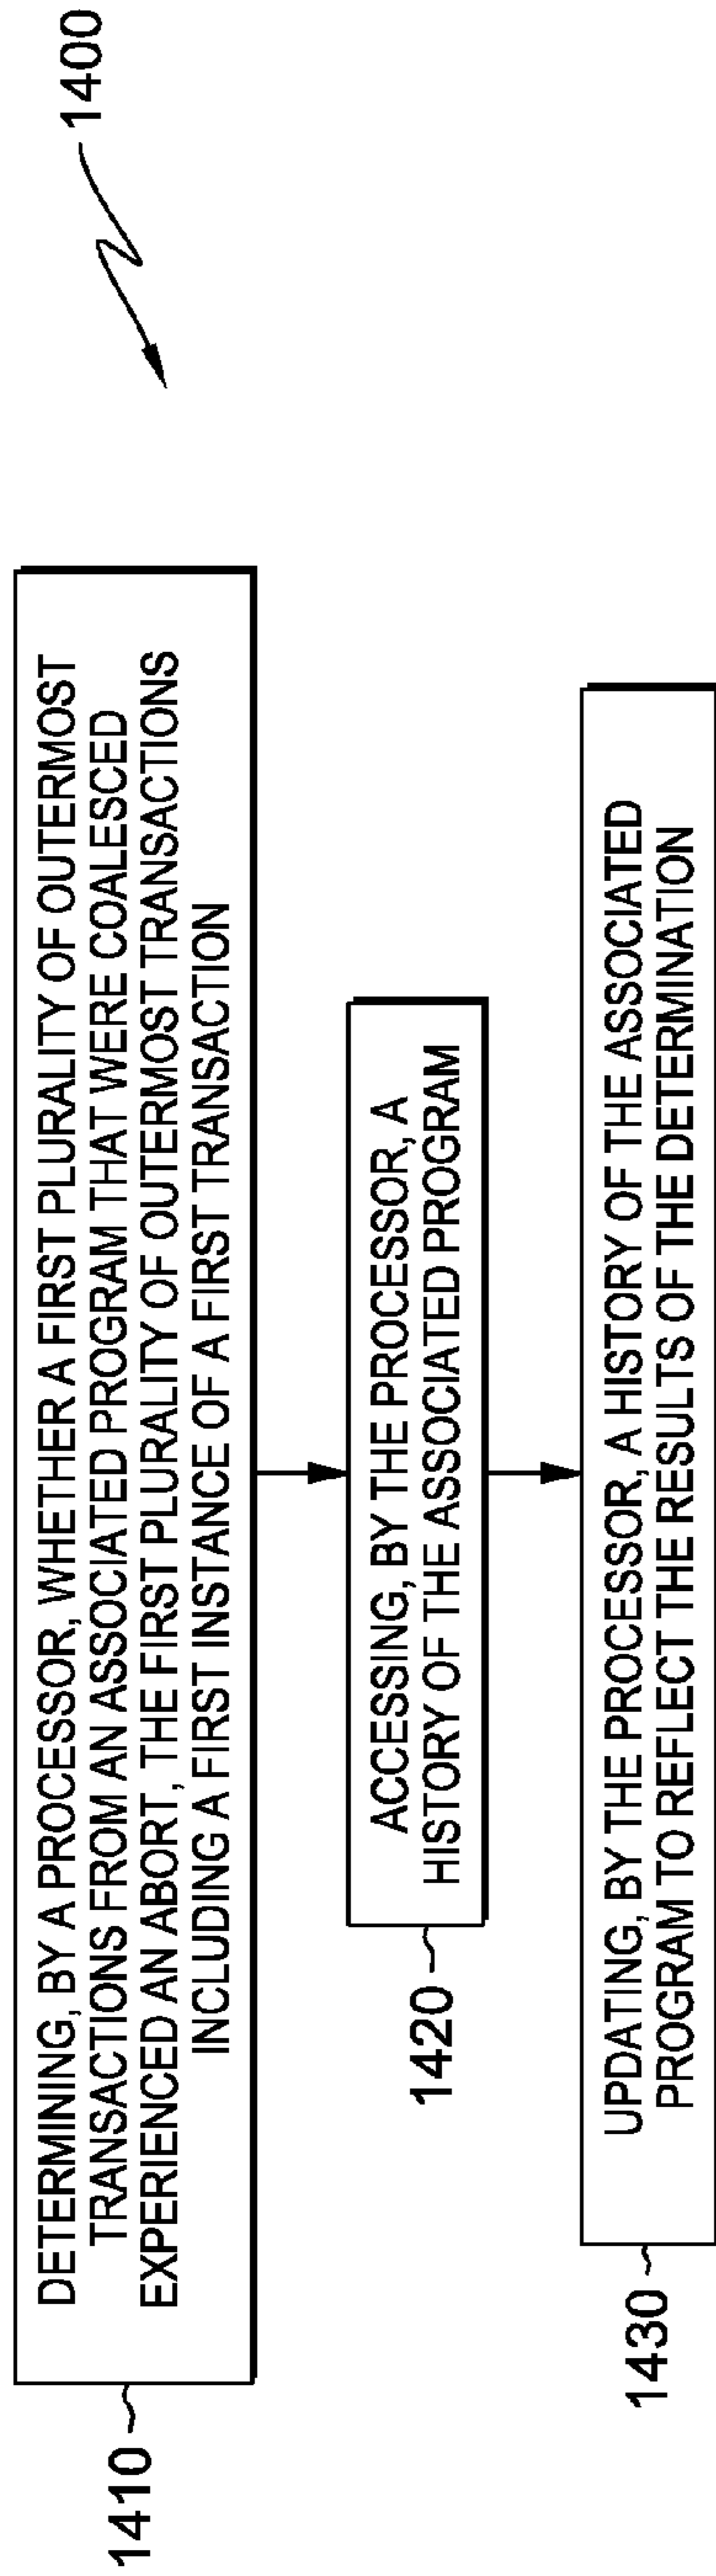 1400
1410
DETERMINING, BY A PROCESSOR, WHETHER A FIRST PLURALITY OF OUTERMOST
TRANSACTIONS FROM AN ASSOCIATED PROGRAM THAT WERE COALESCED
EXPERIENCED AN ABORT, THE FIRST PLURALITY OF OUTERMOST TRANSACTIONS
INCLUDING A FIRST INSTANCE OF A FIRST TRANSACTION
1420
ACCESSING, BY THE PROCESSOR, A
HISTORY OF THE ASSOCIATED PROGRAM
1430
UPDATING, BY THE PROCESSOR, A HISTORY OF THE ASSOCIATED
PROGRAM TO REFLECT THE RESULTS OF THE DETERMINATION